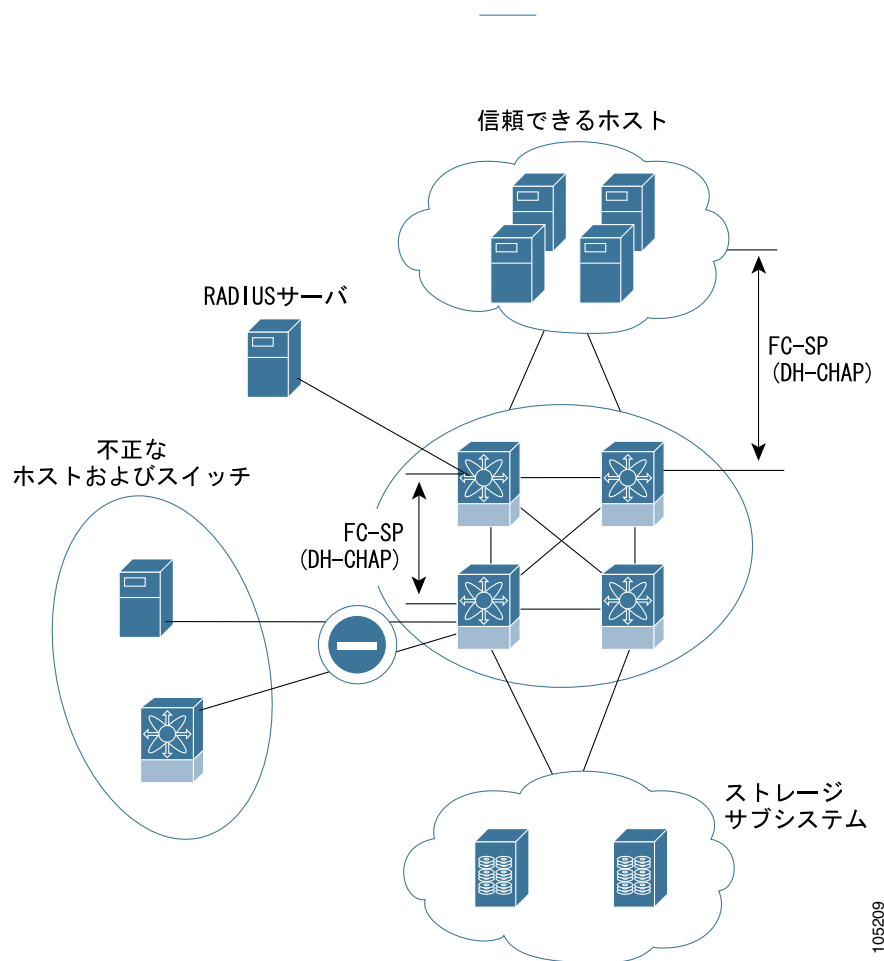 信頼できるホスト
RADIUSサーバ
FC-SP
(DH-CHAP)
不正な
ホストおよびスイッチ
FC-SP
(DH-CHAP)
ストレージ
サブシステム
105209